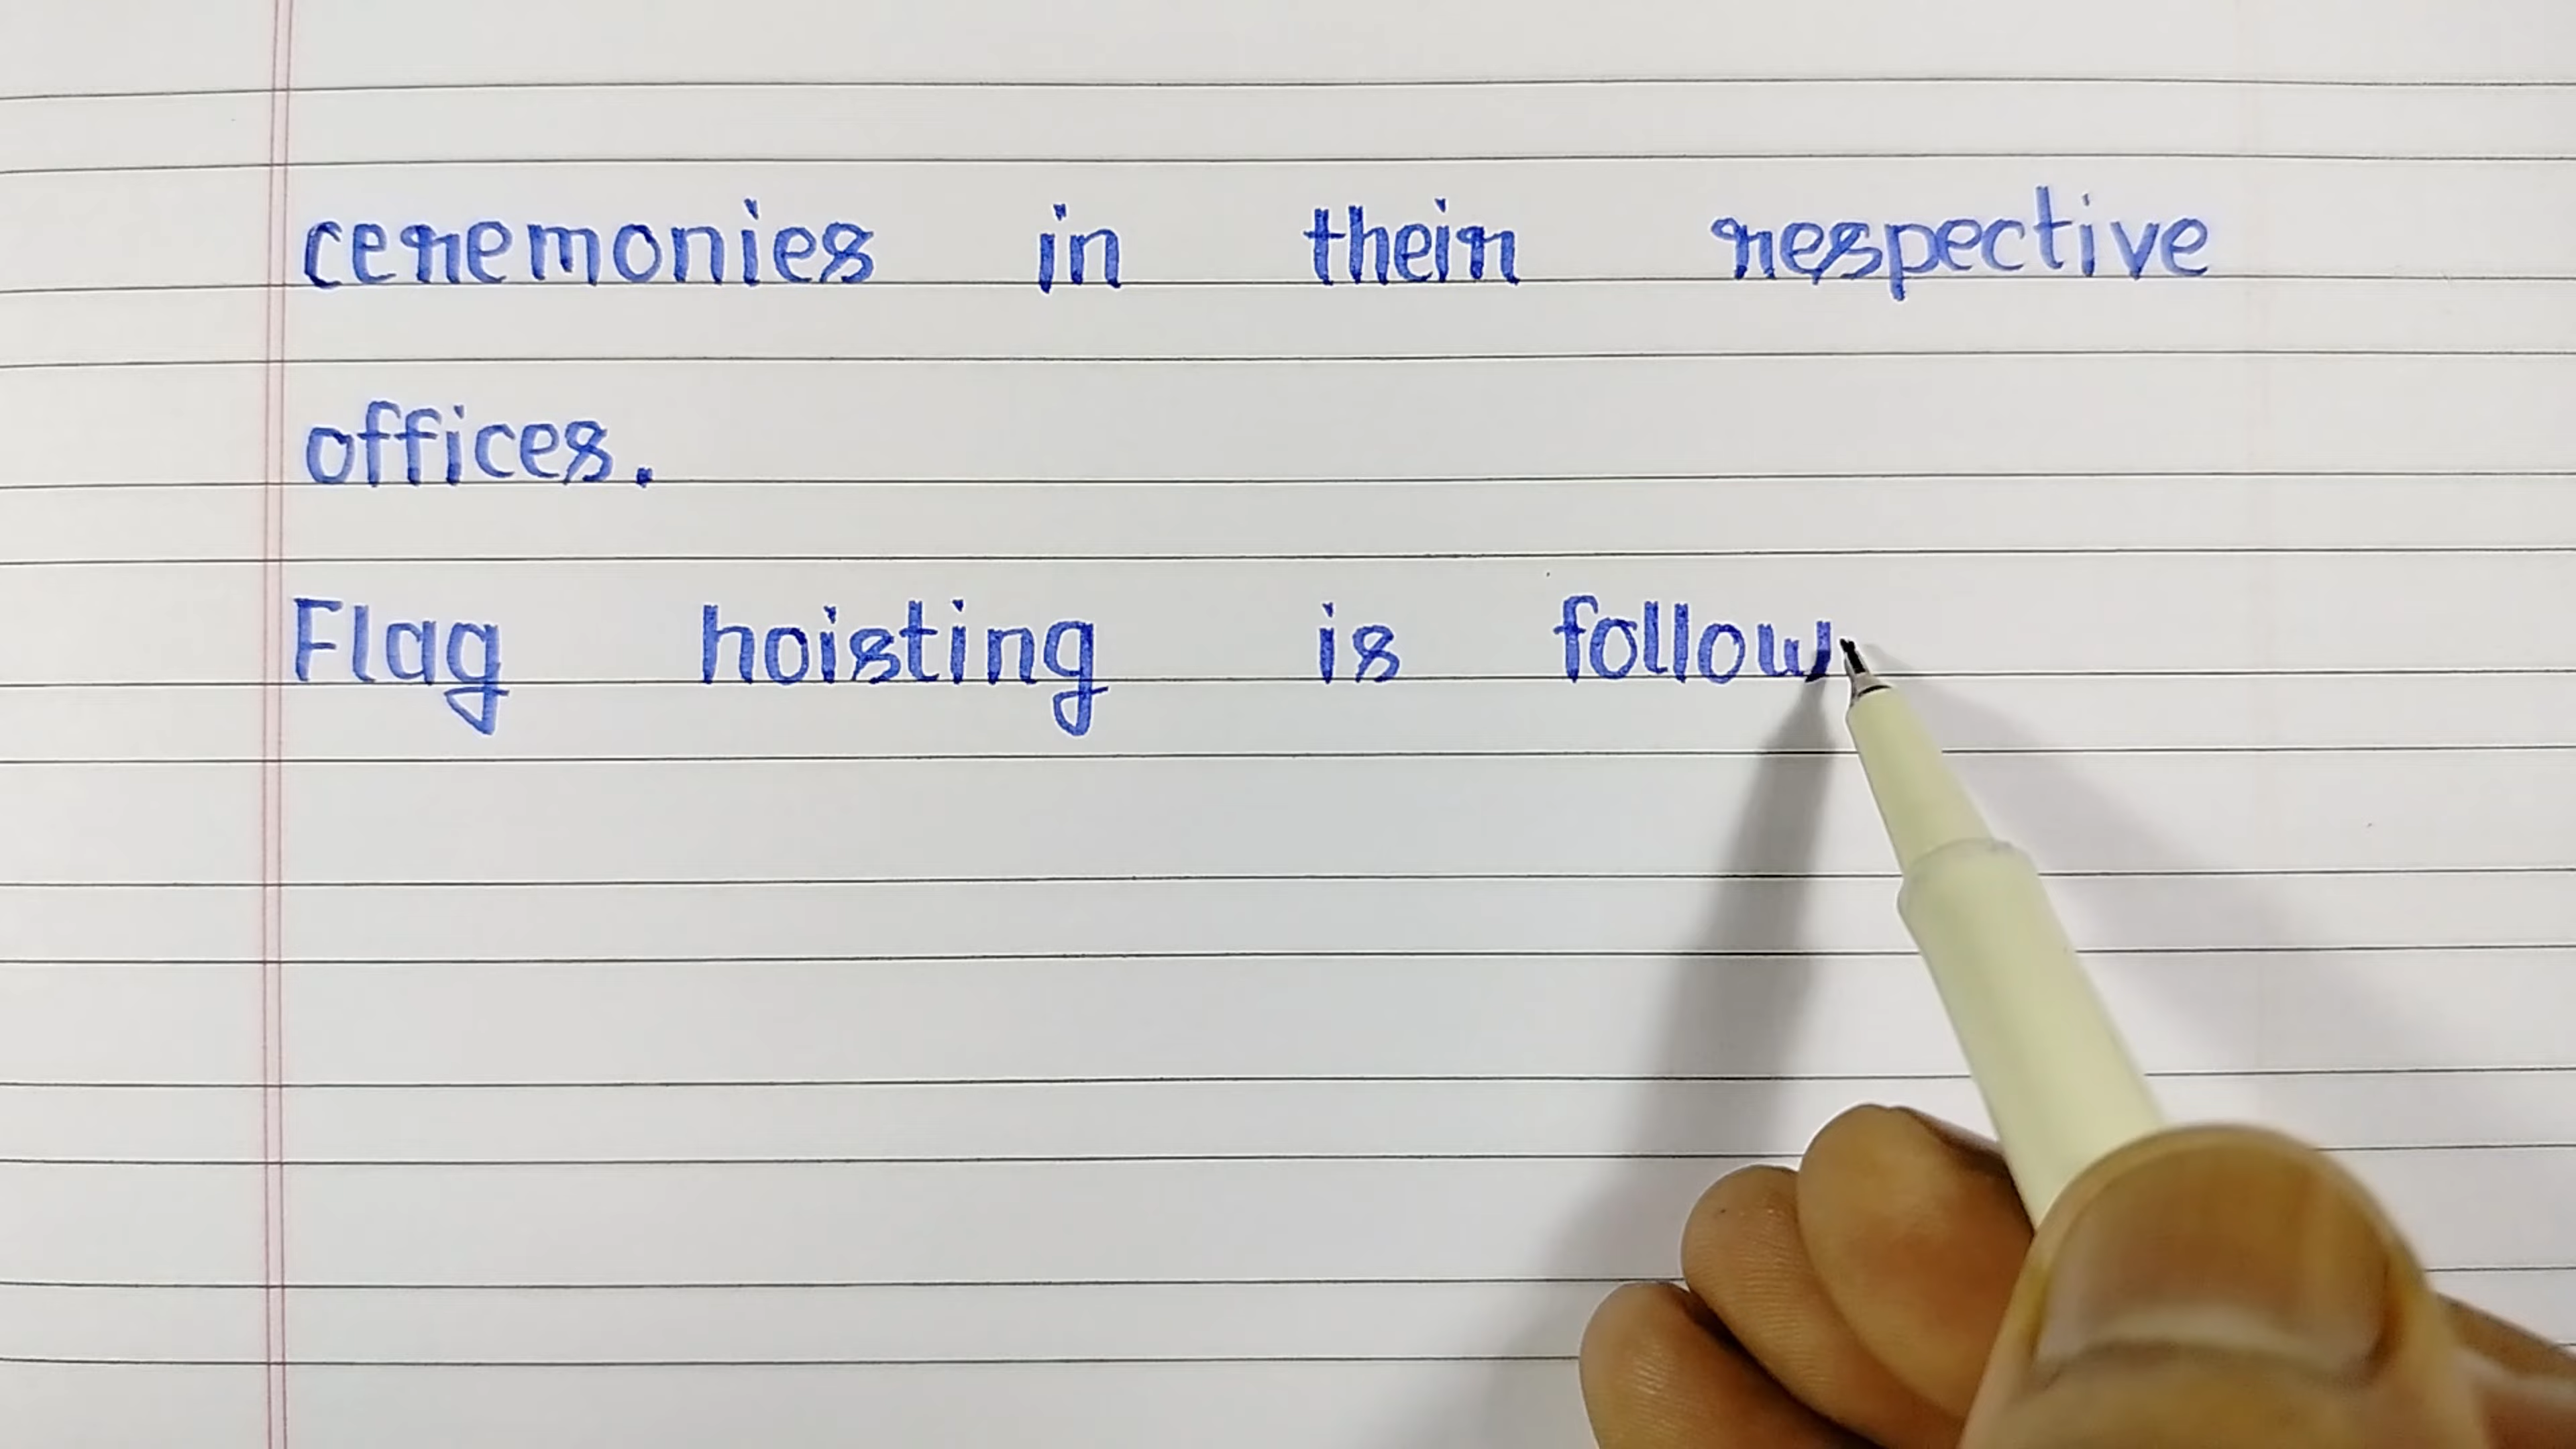 ceremonies in their respective
offices.
Flag hoisting is follow